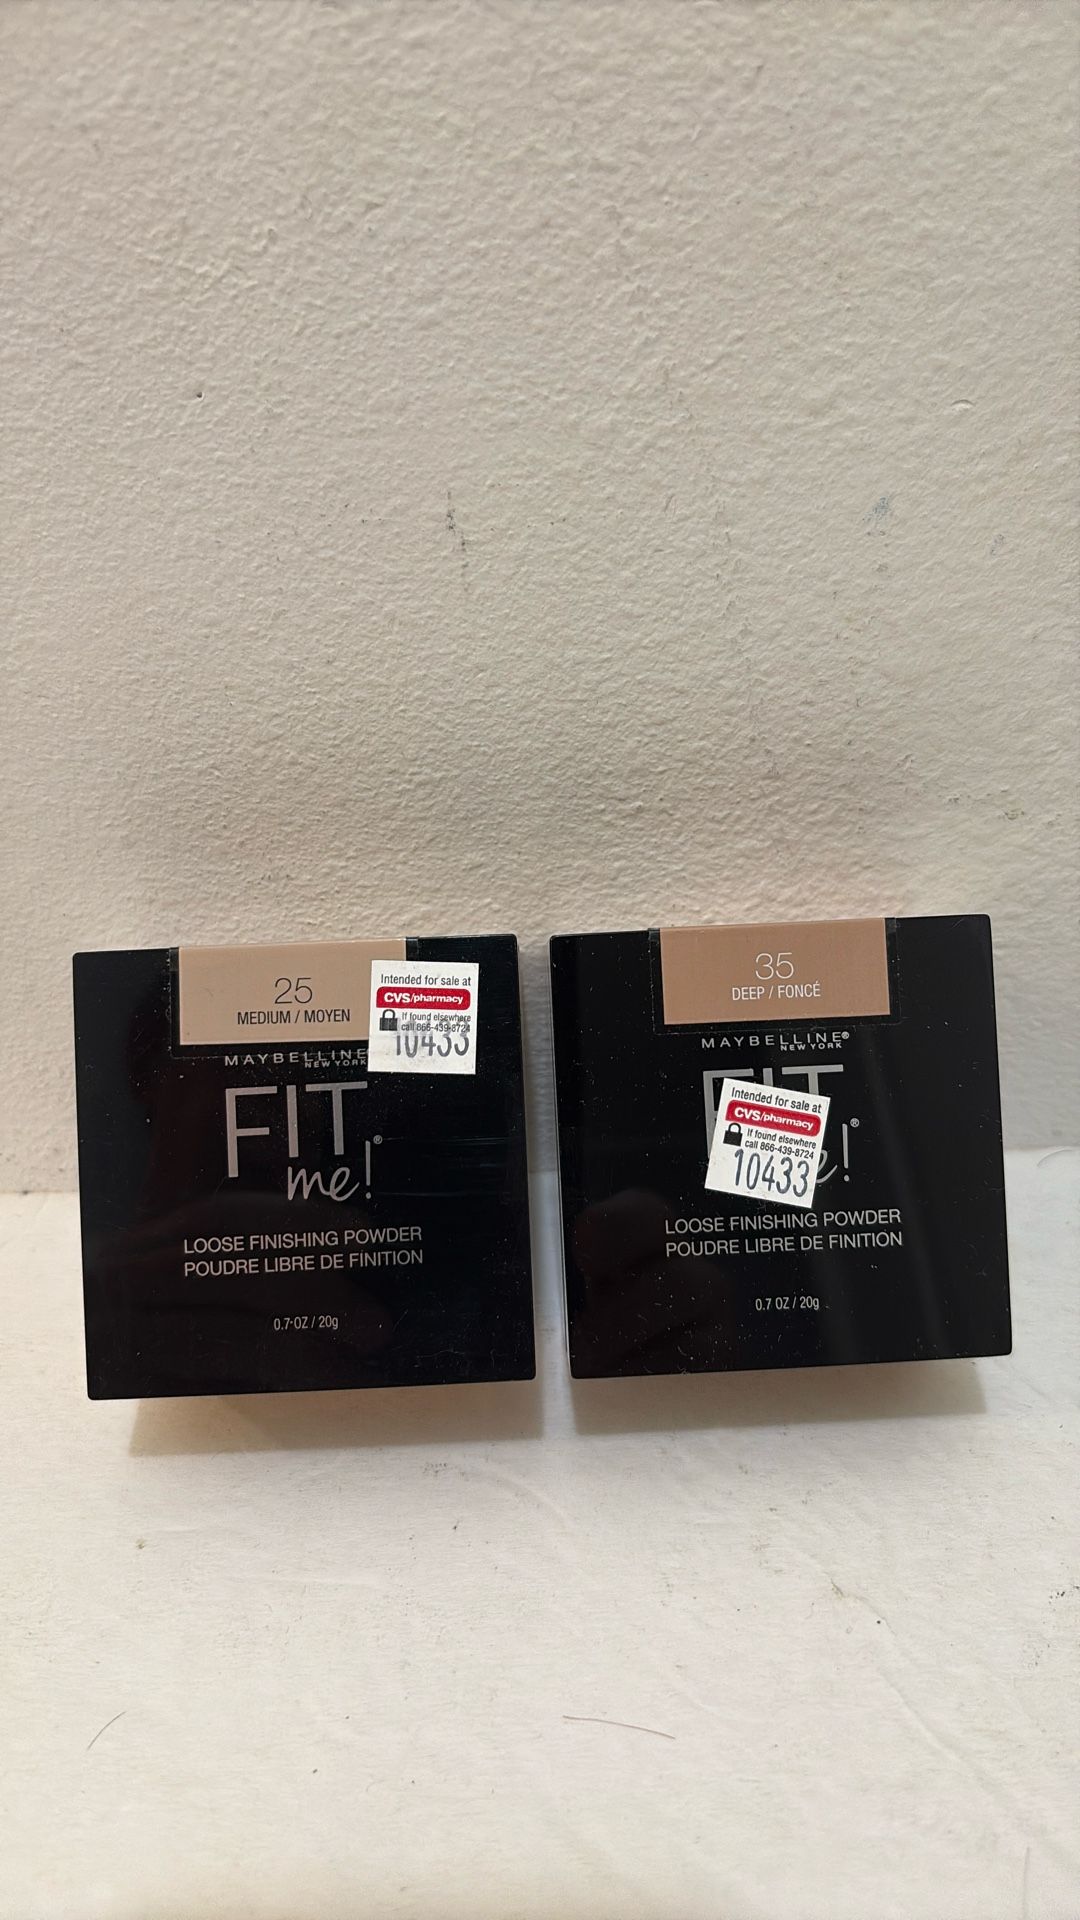 25
MEDIUM / MOYEN
Intended for sale at
CVS/pharmacy
If found elsewhere
call 866-439-8724
10433
MAYBELLINE
NEW YORK
FIT
me!®
LOOSE FINISHING POWDER
POUDRE LIBRE DE FINITION
0.7 OZ / 20g
35
DEEP / FONCÉ
MAYBELLINE®
NEW YORK
Intended for sale at
CVS/pharmacy
If found elsewhere
call 866-439-8724
10433
LOOSE FINISHING POWDER
POUDRE LIBRE DE FINITION
0.7 OZ / 20g